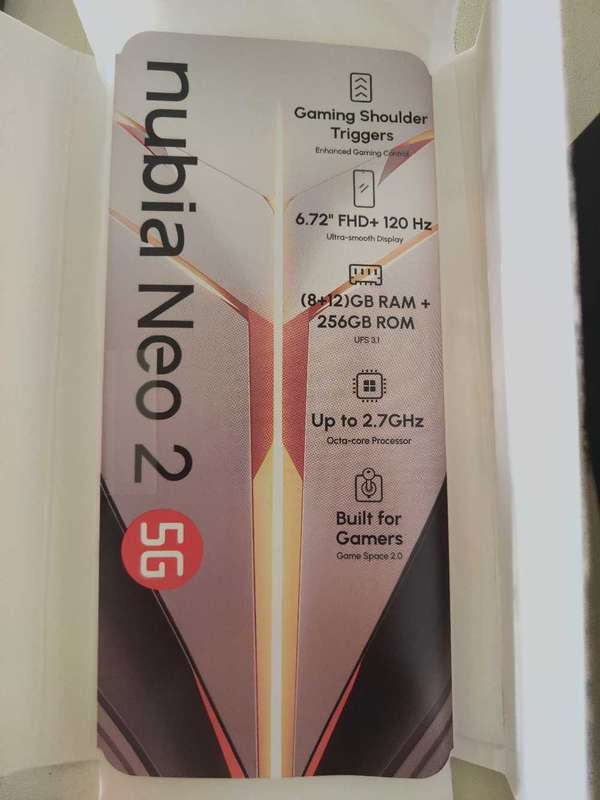 nubia Neo 2
5G
Gaming Shoulder
Triggers
Enhanced Gaming Control
6.72" FHD+ 120 Hz
Ultra-smooth Display
(8+12)GB RAM +
256GB ROM
UFS 3.1
Up to 2.7GHz
Octa-core Processor
Built for
Gamers
Game Space 2.0